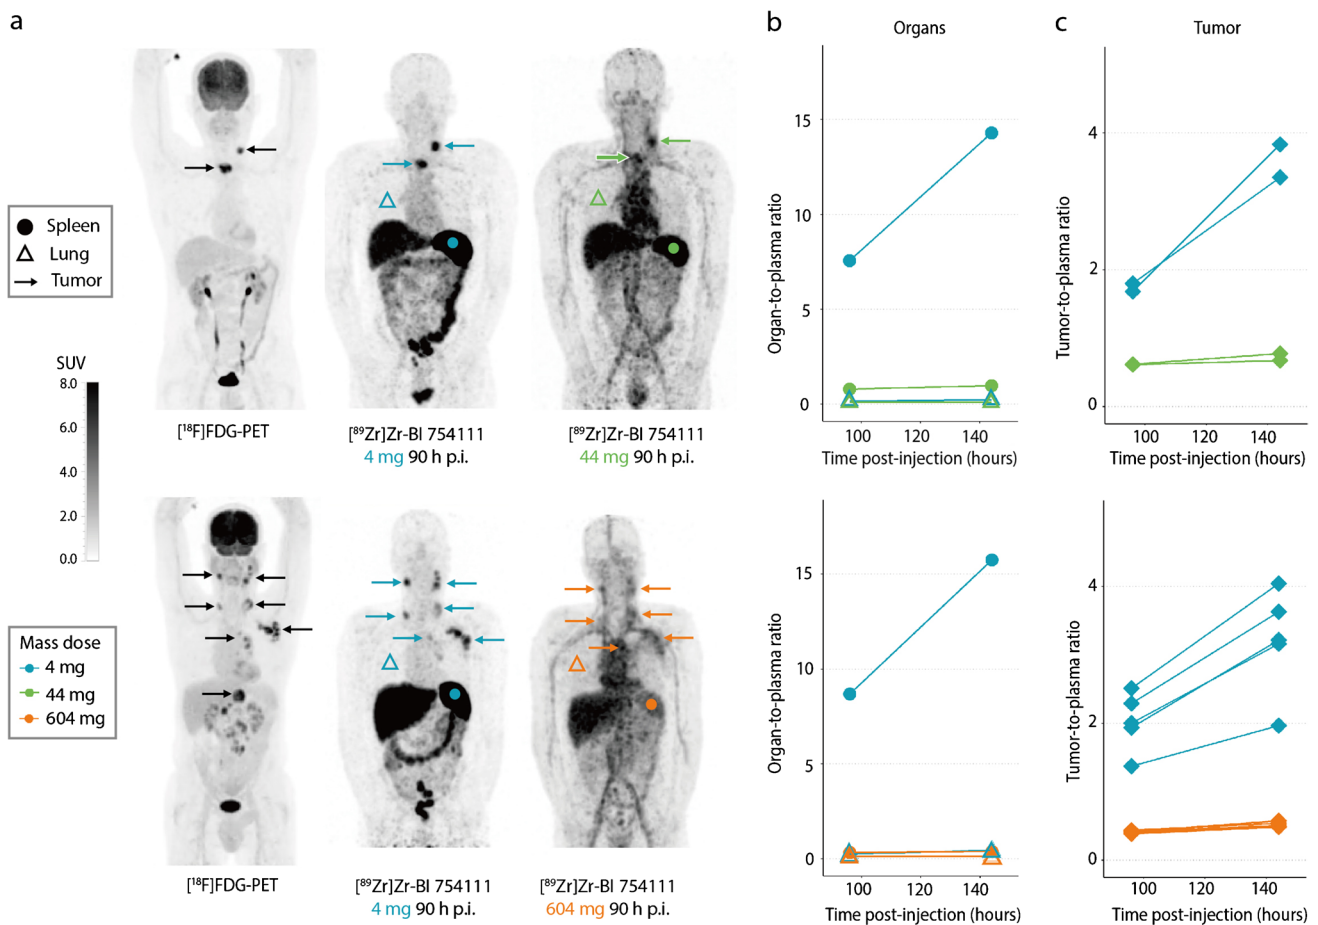 a
b
c
Organs
Tumor
Spleen
Lung
Tumor
SUV
8.0
6.0
4.0
2.0
0.0
[¹⁸F]FDG-PET
[⁸⁹Zr]Zr-BI 754111
4 mg 90 h p.i.
[⁸⁹Zr]Zr-BI 754111
44 mg 90 h p.i.
Organ-to-plasma ratio
15
10
5
0
100 120 140
Time post-injection (hours)
Tumor-to-plasma ratio
4
2
0
100 120 140
Time post-injection (hours)
Mass dose
4 mg
44 mg
604 mg
[¹⁸F]FDG-PET
[⁸⁹Zr]Zr-BI 754111
4 mg 90 h p.i.
[⁸⁹Zr]Zr-BI 754111
604 mg 90 h p.i.
Organ-to-plasma ratio
15
10
5
0
100 120 140
Time post-injection (hours)
Tumor-to-plasma ratio
4
2
0
100 120 140
Time post-injection (hours)